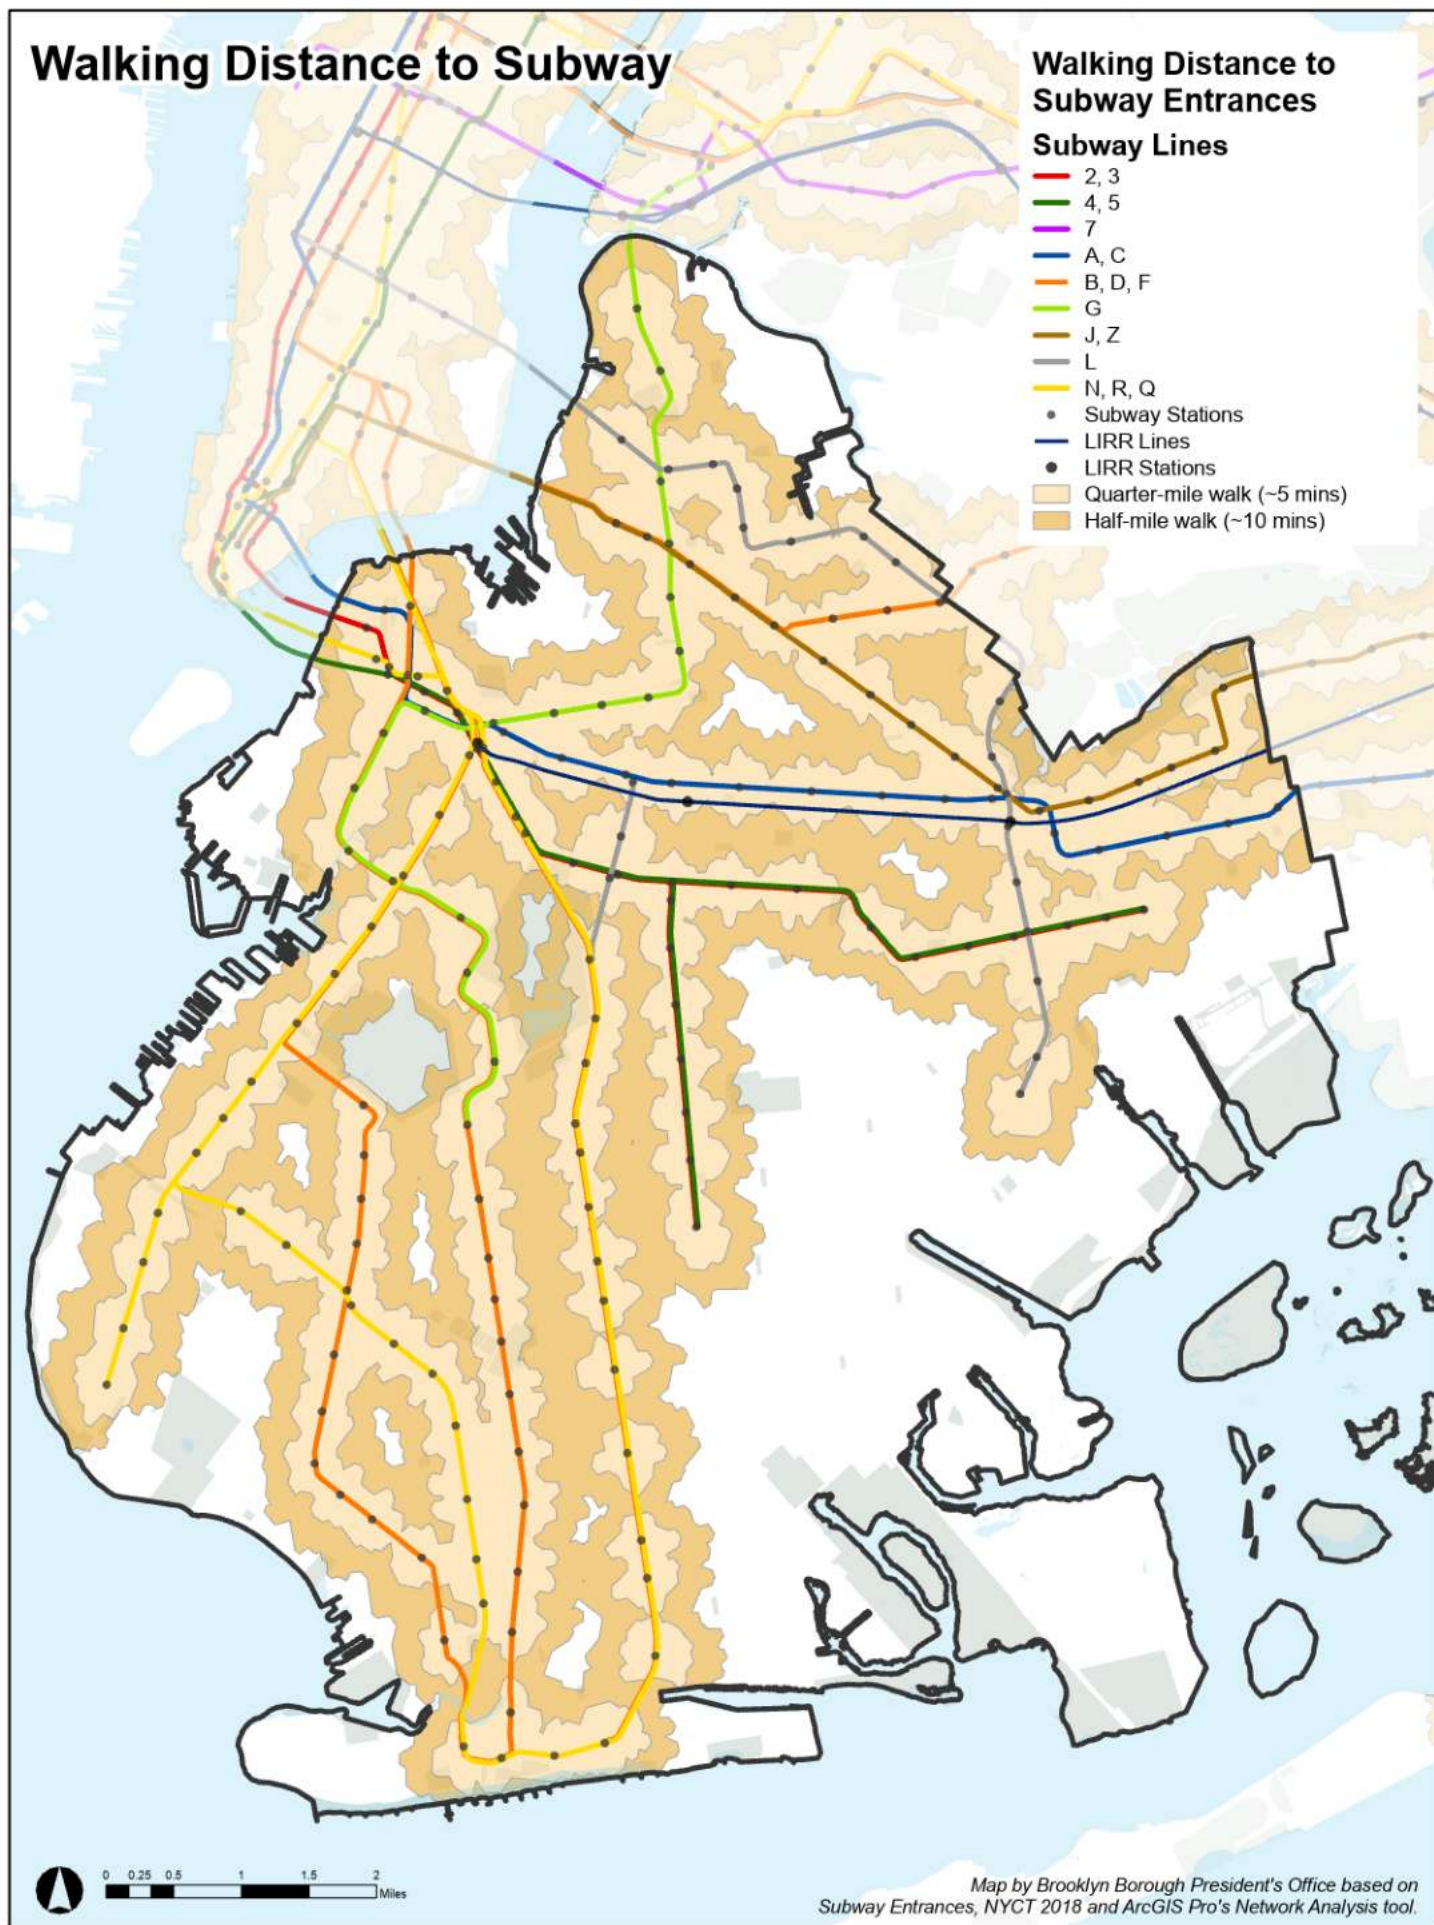 Walking Distance to Subway
Walking Distance to
Subway Entrances
Subway Lines
2, 3
4, 5
7
A, C
B, D, F
G
J, Z
L
N, R, Q
Subway Stations
LIRR Lines
LIRR Stations
Quarter-mile walk (~5 mins)
Half-mile walk (~10 mins)
0 0.25 0.5 1 1.5 2
Miles
Map by Brooklyn Borough President's Office based on
Subway Entrances, NYCT 2018 and ArcGIS Pro's Network Analysis tool.